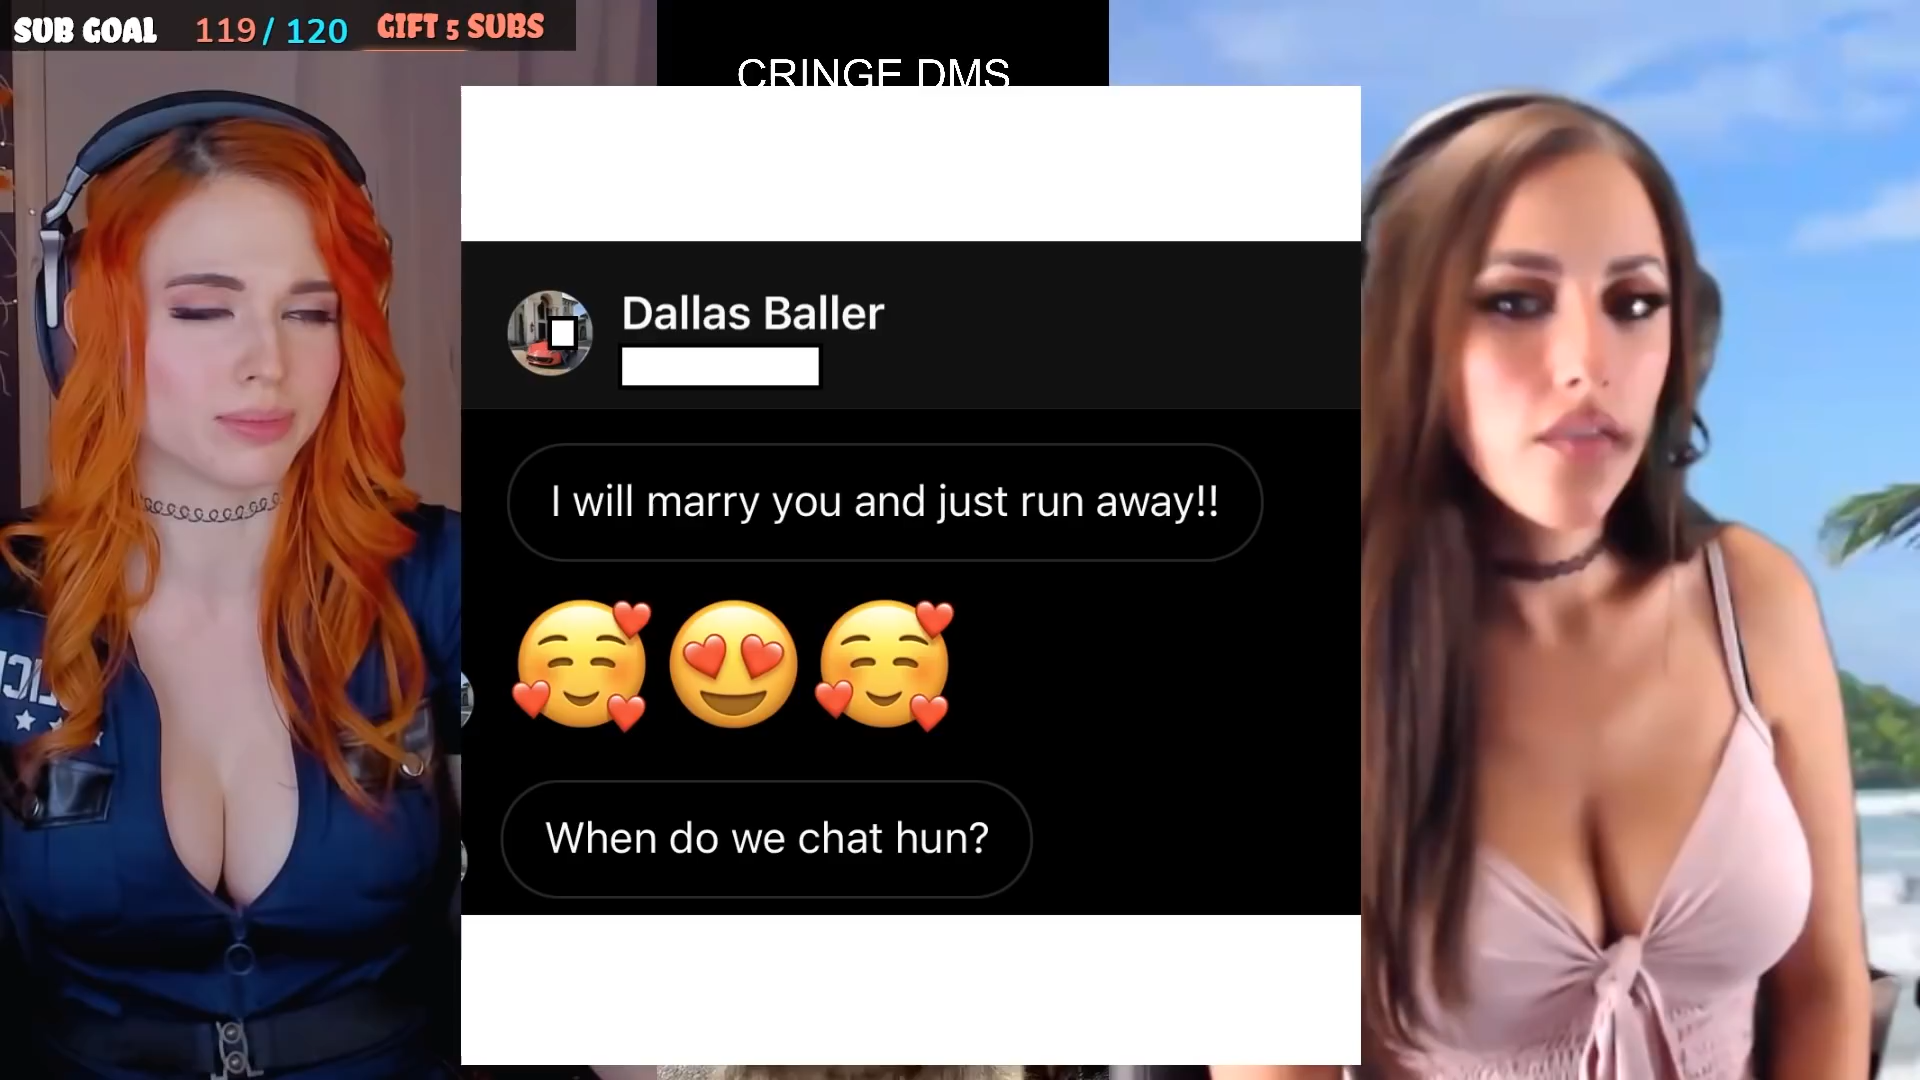 SUB GOAL 119 / 120 GIFT 5 SUBS
CRINGE DMS
Dallas Baller
I will marry you and just run away!!
🥰😍🥰
When do we chat hun?